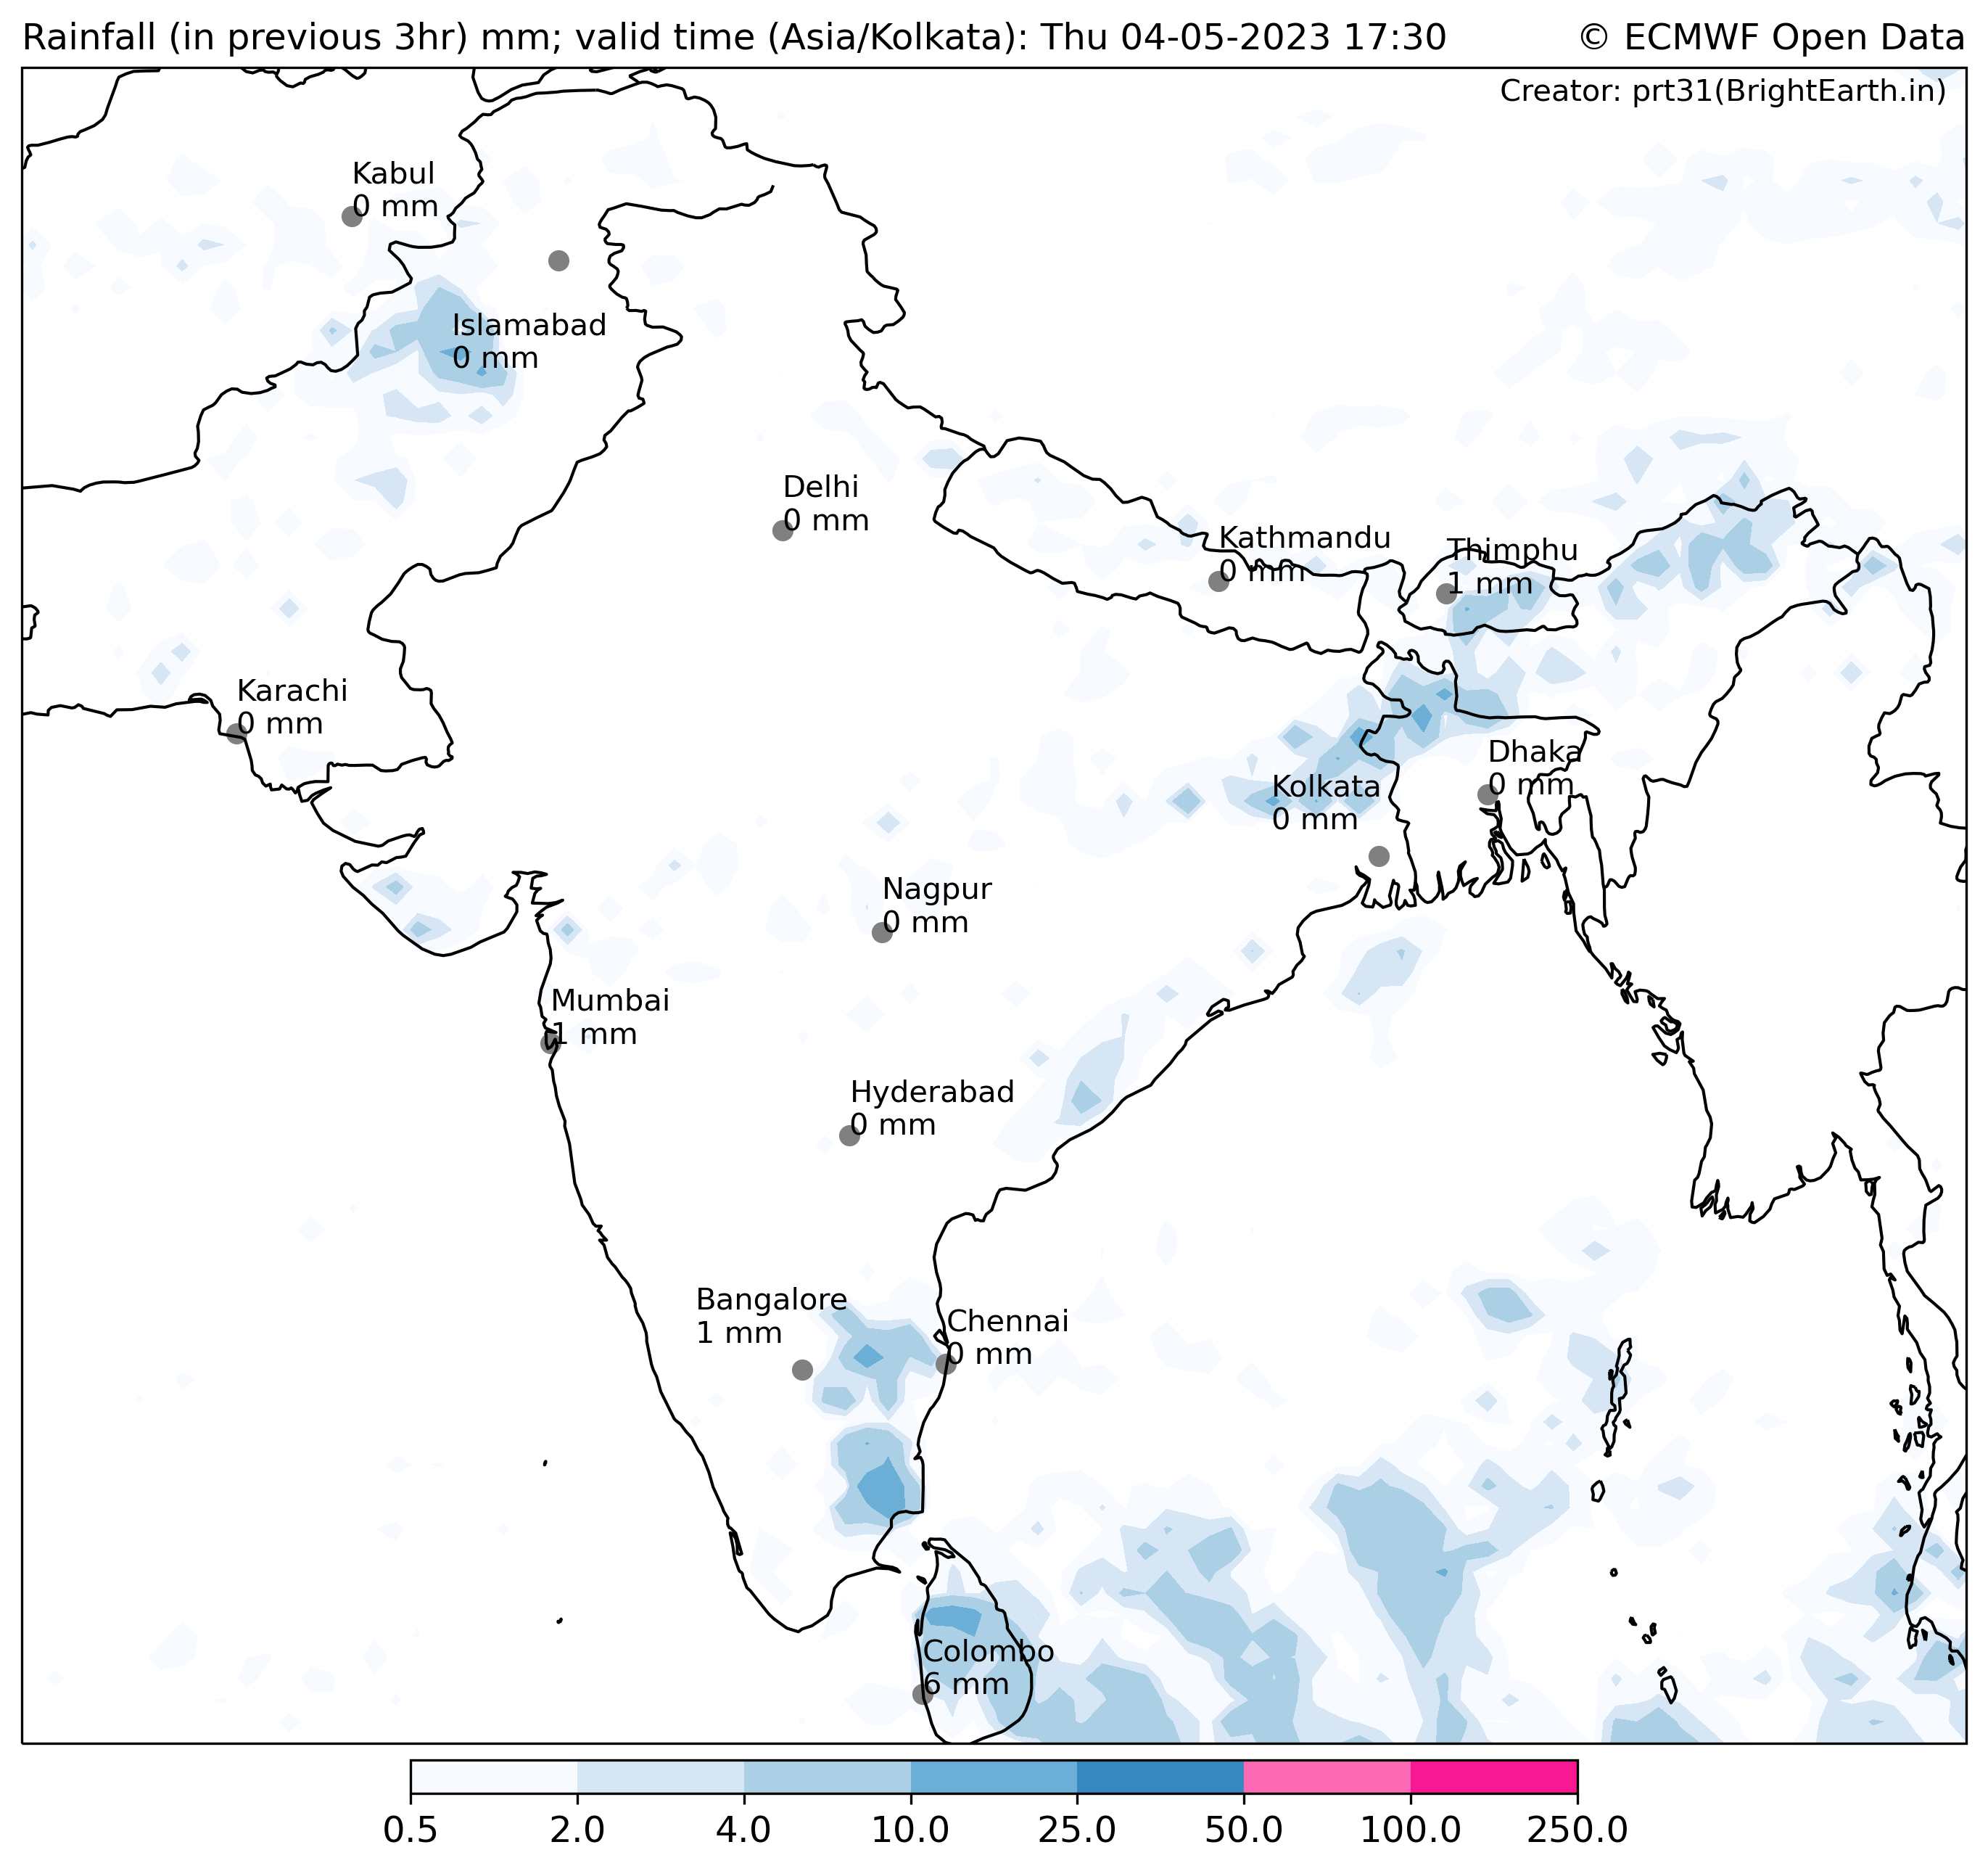 Rainfall (in previous 3hr) mm; valid time (Asia/Kolkata): Thu 04-05-2023 17:30
© ECMWF Open Data
Creator: prt31(BrightEarth.in)
Kabul
0 mm
Islamabad
0 mm
Delhi
0 mm
Kathmandu
0 mm
Thimphu
1 mm
Karachi
0 mm
Dhaka
0 mm
Kolkata
0 mm
Nagpur
0 mm
Mumbai
1 mm
Hyderabad
0 mm
Bangalore
1 mm
Chennai
0 mm
Colombo
6 mm
0.5 2.0 4.0 10.0 25.0 50.0 100.0 250.0